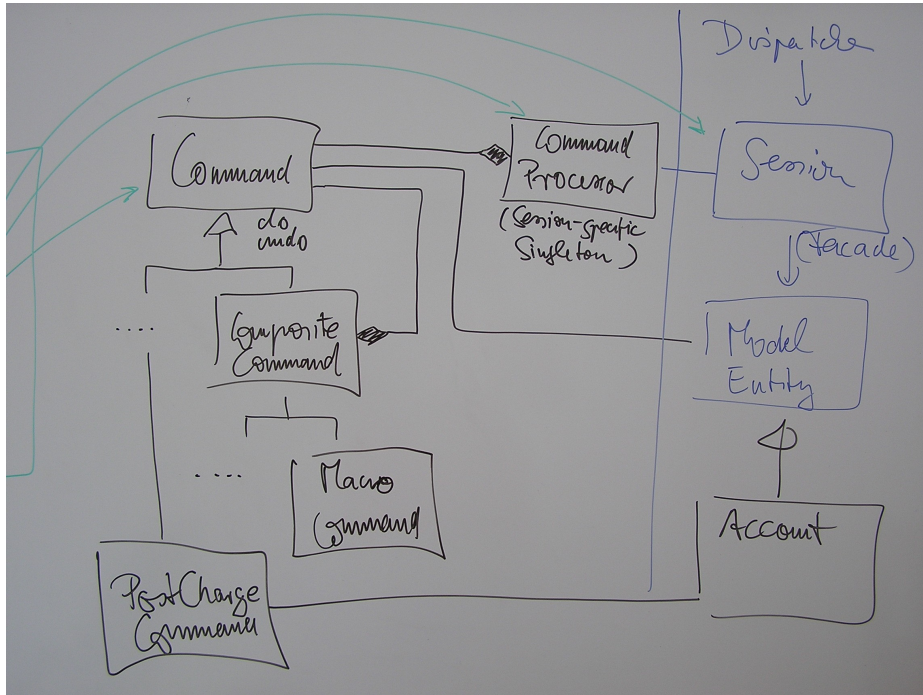 Dispatcher
Command
do
undo
Command
Processor
(Session-specific
Singleton)
Session
(Facade)
....
Composite
Command
Model
Entity
....
Macro
Command
Account
PostCharge
Command